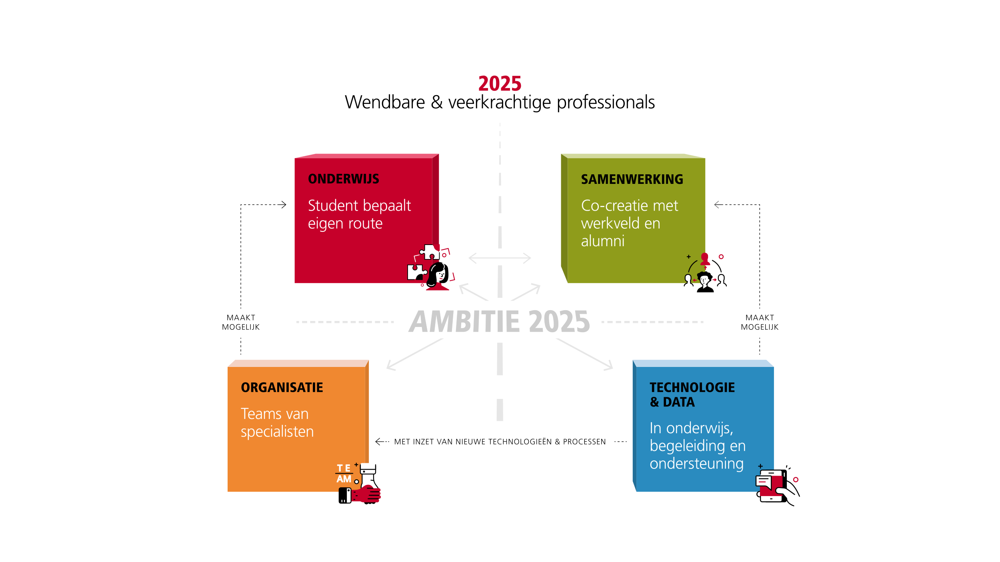 2025
Wendbare & veerkrachtige professionals
ONDERWIJS
Student bepaalt
eigen route
SAMENWERKING
Co-creatie met
werkveld en
alumni
MAAKT
MOGELIJK
AMBITIE 2025
MAAKT
MOGELIJK
ORGANISATIE
Teams van
specialisten
TE
AM
MET INZET VAN NIEUWE TECHNOLOGIEËN & PROCESSEN
TECHNOLOGIE
& DATA
In onderwijs,
begeleiding en
ondersteuning